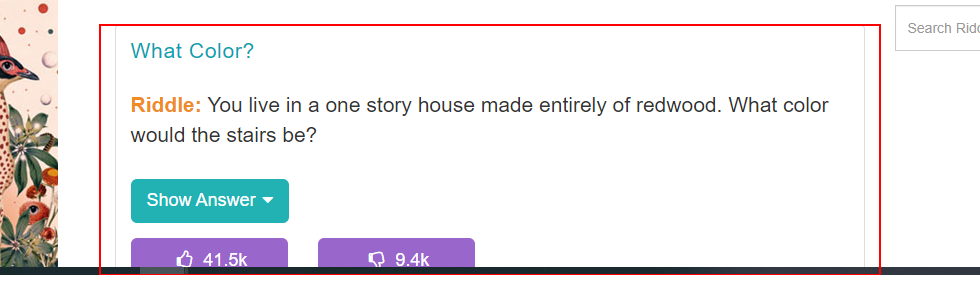 Search Ridd
What Color?
Riddle: You live in a one story house made entirely of redwood. What color
would the stairs be?
Show Answer
41.5k 9.4k